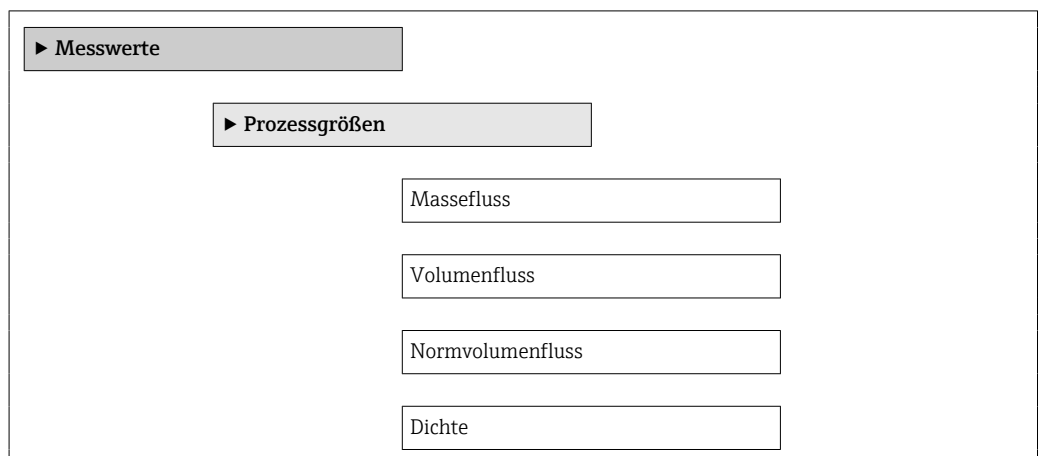 ▶ Messwerte
▶ Prozessgrößen
Massefluss
Volumenfluss
Normvolumenfluss
Dichte